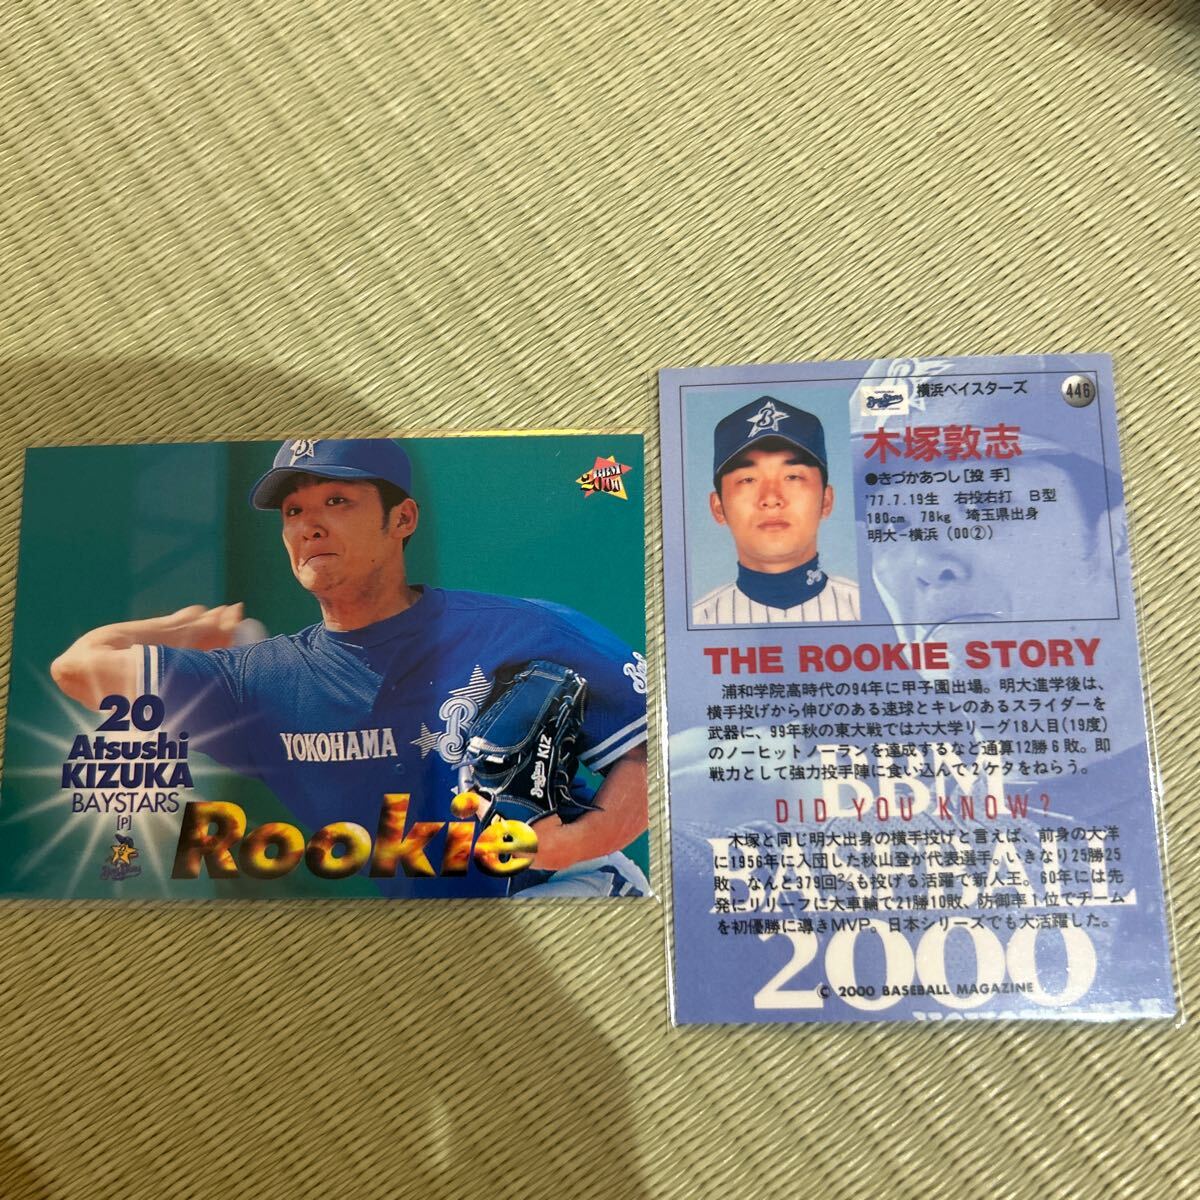 BBM
2000
YOKOHAMA
KIZ
20
Atsushi
KIZUKA
BAYSTARS
[P]
Rookie
横浜ベイスターズ
446
木塚敦志
●きづかあつし[投 手]
'77.7.19生 右投右打 B型
180cm 78kg 埼玉県出身
明大−横浜(00②)
THE ROOKIE STORY
浦和学院高時代の94年に甲子園出場。明大進学後は、
横手投げから伸びのある速球とキレのあるスライダーを
武器に、99年秋の東大戦では六大学リーグ18人目(19度)
のノーヒットノーランを達成するなど通算12勝6敗。即
戦力として強力投手陣に食い込んで2ケタをねらう。
DID YOU KNOW?
木塚と同じ明大出身の横手投げと言えば、前身の大洋
に1956年に入団した秋山登が代表選手。いきなり25勝25
敗、なんと379回⅔も投げる活躍で新人王。60年には先
発にリリーフに大車輪で21勝10敗、防御率1位でチーム
を初優勝に導きMVP。日本シリーズでも大活躍した。
BBM
BASEBALL
2000
© 2000 BASEBALL MAGAZINE